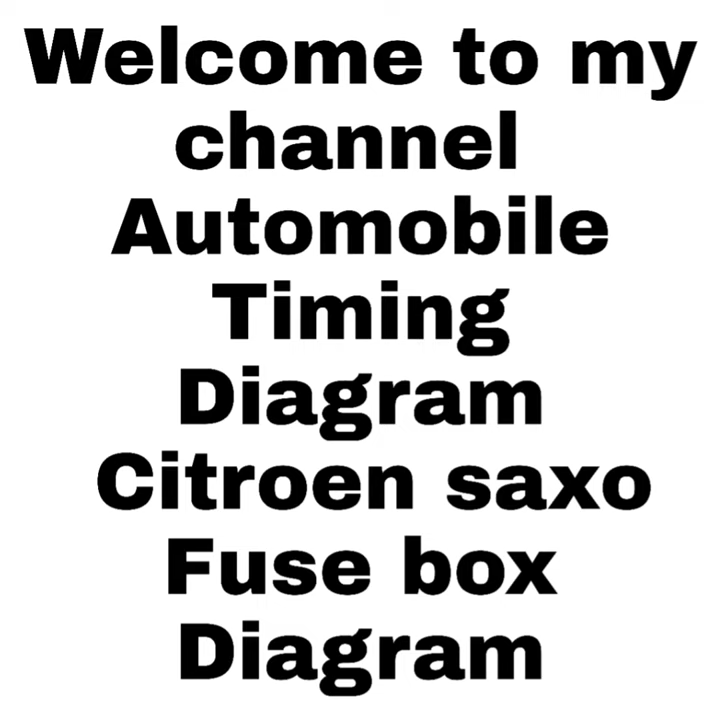 Welcome to my
channel
Automobile
Timing
Diagram
Citroen saxo
Fuse box
Diagram